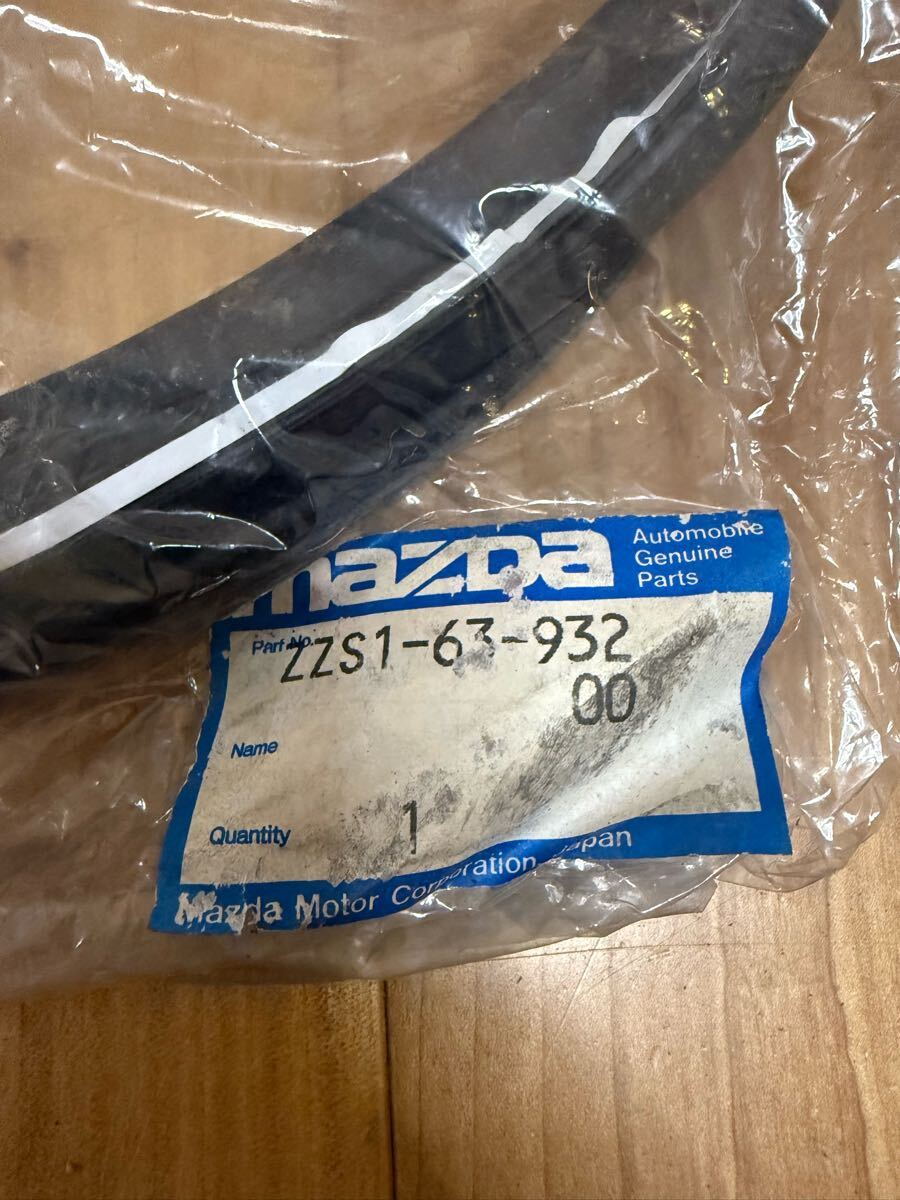 mazda
Automobile
Genuine
Parts
Part No. ZZS1-63-932
00
Name
Quantity 1
Mazda Motor Corporation Japan